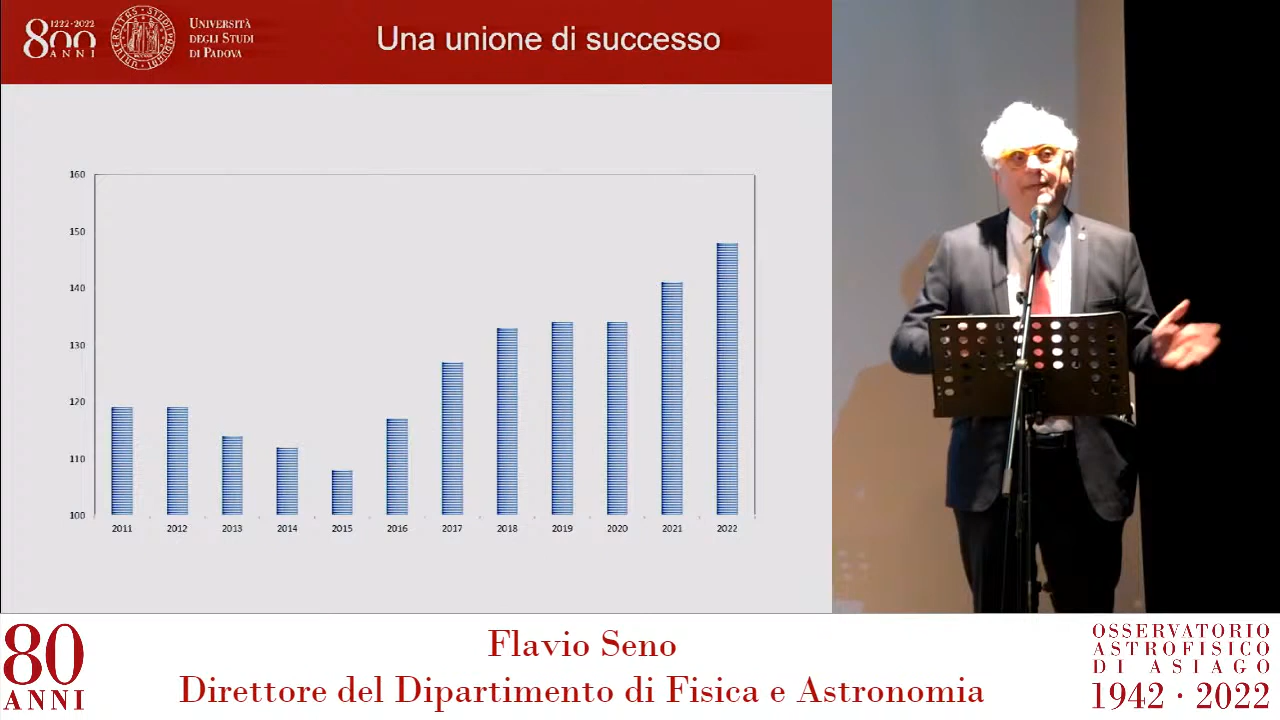 1222·2022
800
ANNI
UNIVERSITÀ
DEGLI STUDI
DI PADOVA
Una unione di successo
160
150
140
130
120
110
100
2011 2012 2013 2014 2015 2016 2017 2018 2019 2020 2021 2022
80
ANNI
Flavio Seno
Direttore del Dipartimento di Fisica e Astronomia
OSSERVATORIO
ASTROFISICO
DI ASIAGO
1942 · 2022